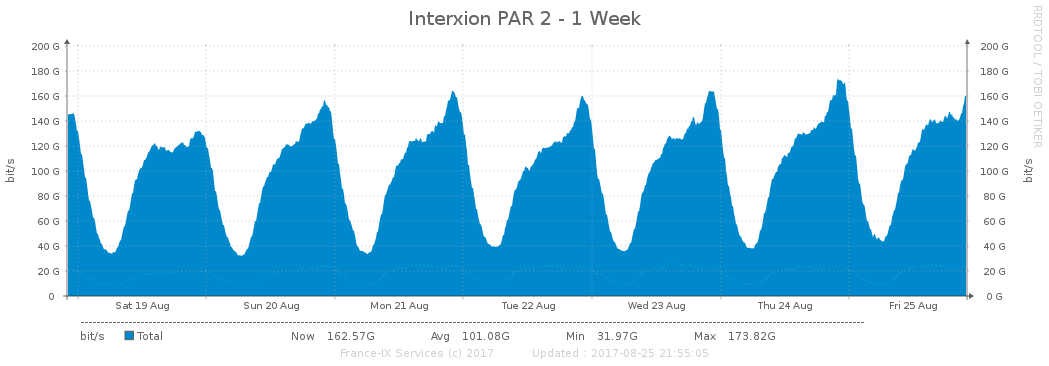 Interxion PAR 2 - 1 Week
RRDTOOL / TOBI OETIKER
200 G 200 G
180 G 180 G
160 G 160 G
140 G 140 G
120 G 120 G
100 G 100 G
80 G 80 G
60 G 60 G
40 G 40 G
20 G 20 G
0 0 G
bit/s bit/s
Sat 19 Aug Sun 20 Aug Mon 21 Aug Tue 22 Aug Wed 23 Aug Thu 24 Aug Fri 25 Aug
bit/s Total Now 162.57G Avg 101.08G Min 31.97G Max 173.82G
France-IX Services (c) 2017 Updated : 2017-08-25 21:55:05